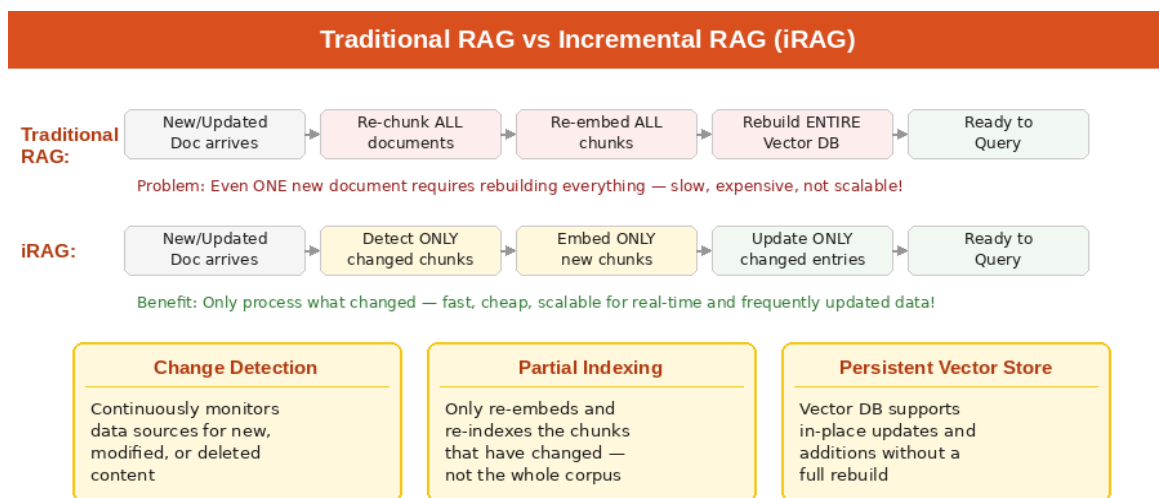 Traditional RAG vs Incremental RAG (iRAG)
Traditional
RAG:
New/Updated
Doc arrives
Re-chunk ALL
documents
Re-embed ALL
chunks
Rebuild ENTIRE
Vector DB
Ready to
Query
Problem: Even ONE new document requires rebuilding everything — slow, expensive, not scalable!
iRAG:
New/Updated
Doc arrives
Detect ONLY
changed chunks
Embed ONLY
new chunks
Update ONLY
changed entries
Ready to
Query
Benefit: Only process what changed — fast, cheap, scalable for real-time and frequently updated data!
Change Detection
Continuously monitors
data sources for new,
modified, or deleted
content
Partial Indexing
Only re-embeds and
re-indexes the chunks
that have changed —
not the whole corpus
Persistent Vector Store
Vector DB supports
in-place updates and
additions without a
full rebuild